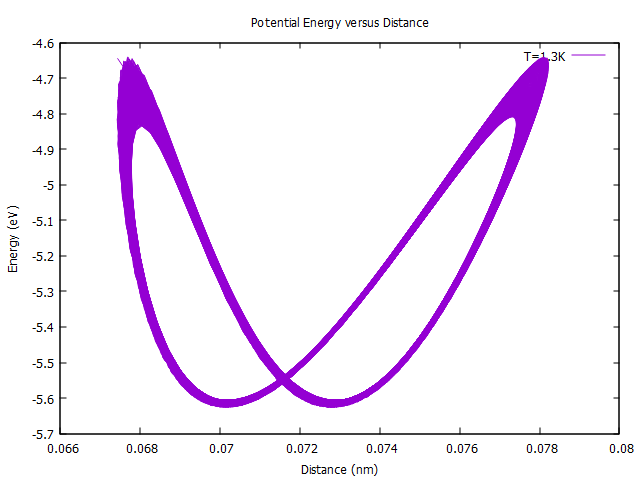 Potential Energy versus Distance
T=1.3K
-4.6
-4.7
-4.8
-4.9
-5
-5.1
-5.2
-5.3
-5.4
-5.5
-5.6
-5.7
Energy (eV)
0.066 0.068 0.07 0.072 0.074 0.076 0.078 0.08
Distance (nm)